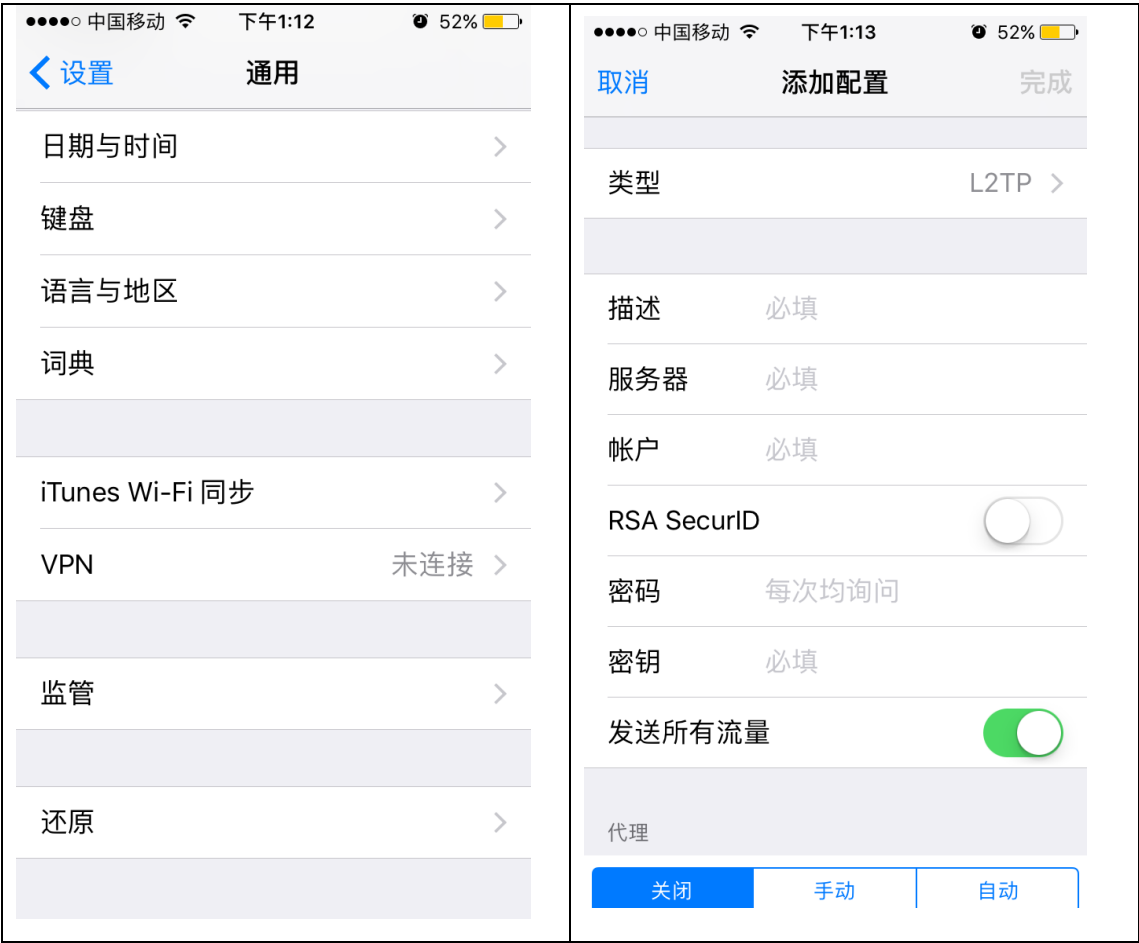 中国移动 下午1:12 52%
设置 通用
日期与时间
键盘
语言与地区
词典
iTunes Wi-Fi 同步
VPN 未连接
监管
还原
中国移动 下午1:13 52%
取消 添加配置 完成
类型 L2TP
描述 必填
服务器 必填
帐户 必填
RSA SecurID
密码 每次均询问
密钥 必填
发送所有流量
代理
关闭 手动 自动